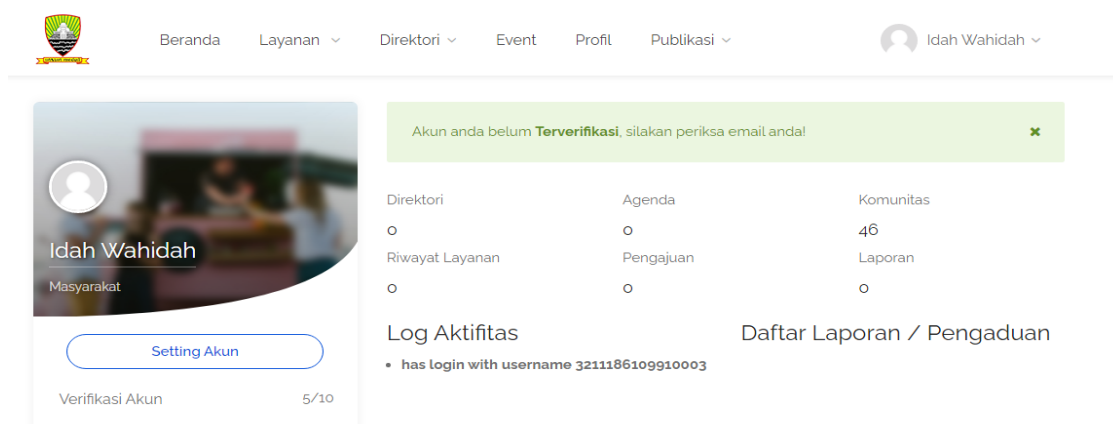 Beranda Layanan Direktori Event Profil Publikasi Idah Wahidah
Idah Wahidah
Masyarakat
Setting Akun
Verifikasi Akun 5/10
Akun anda belum Terverifikasi, silakan periksa email anda!
Direktori Agenda Komunitas
0 0 46
Riwayat Layanan Pengajuan Laporan
0 0 0
Log Aktifitas Daftar Laporan / Pengaduan
has login with username 3211186109910003